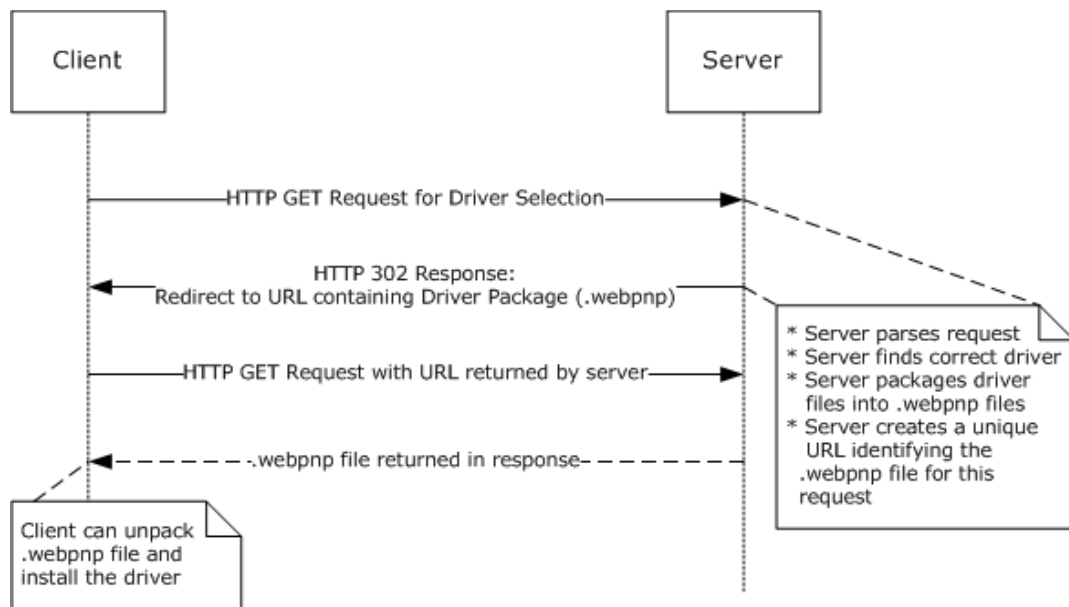 Client
Server
HTTP GET Request for Driver Selection
HTTP 302 Response:
Redirect to URL containing Driver Package (.webpnp)
* Server parses request
* Server finds correct driver
* Server packages driver
files into .webpnp files
* Server creates a unique
URL identifying the
.webpnp file for this
request
HTTP GET Request with URL returned by server
.webpnp file returned in response
Client can unpack
.webpnp file and
install the driver